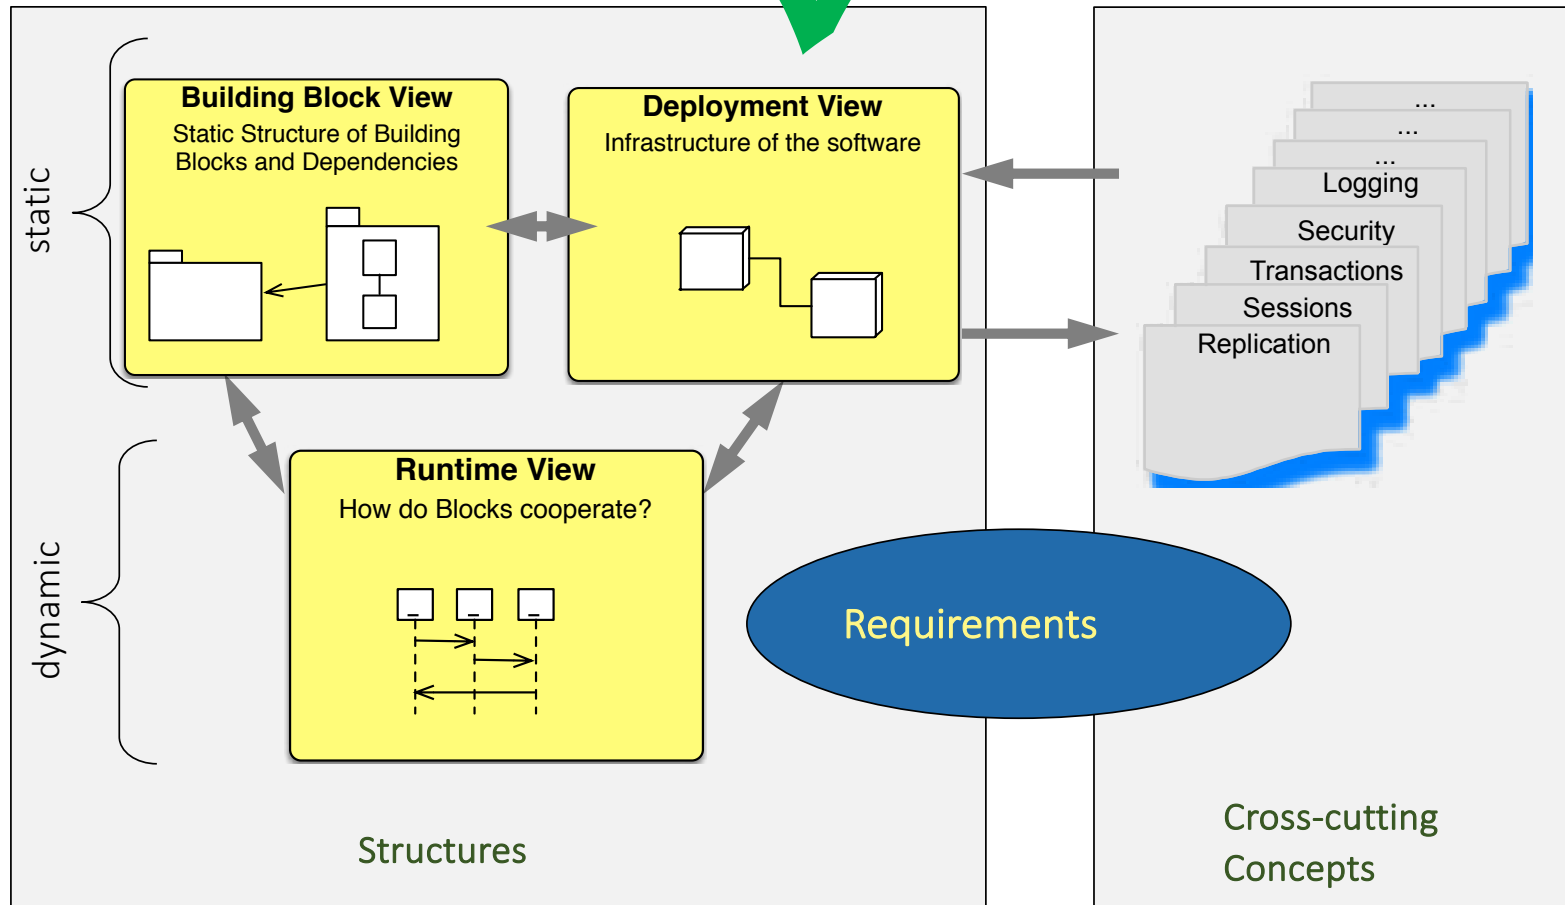 static
Building Block View
Static Structure of Building
Blocks and Dependencies
Deployment View
Infrastructure of the software
dynamic
Runtime View
How do Blocks cooperate?
Structures
Requirements
...
...
...
Logging
Security
Transactions
Sessions
Replication
Cross-cutting
Concepts